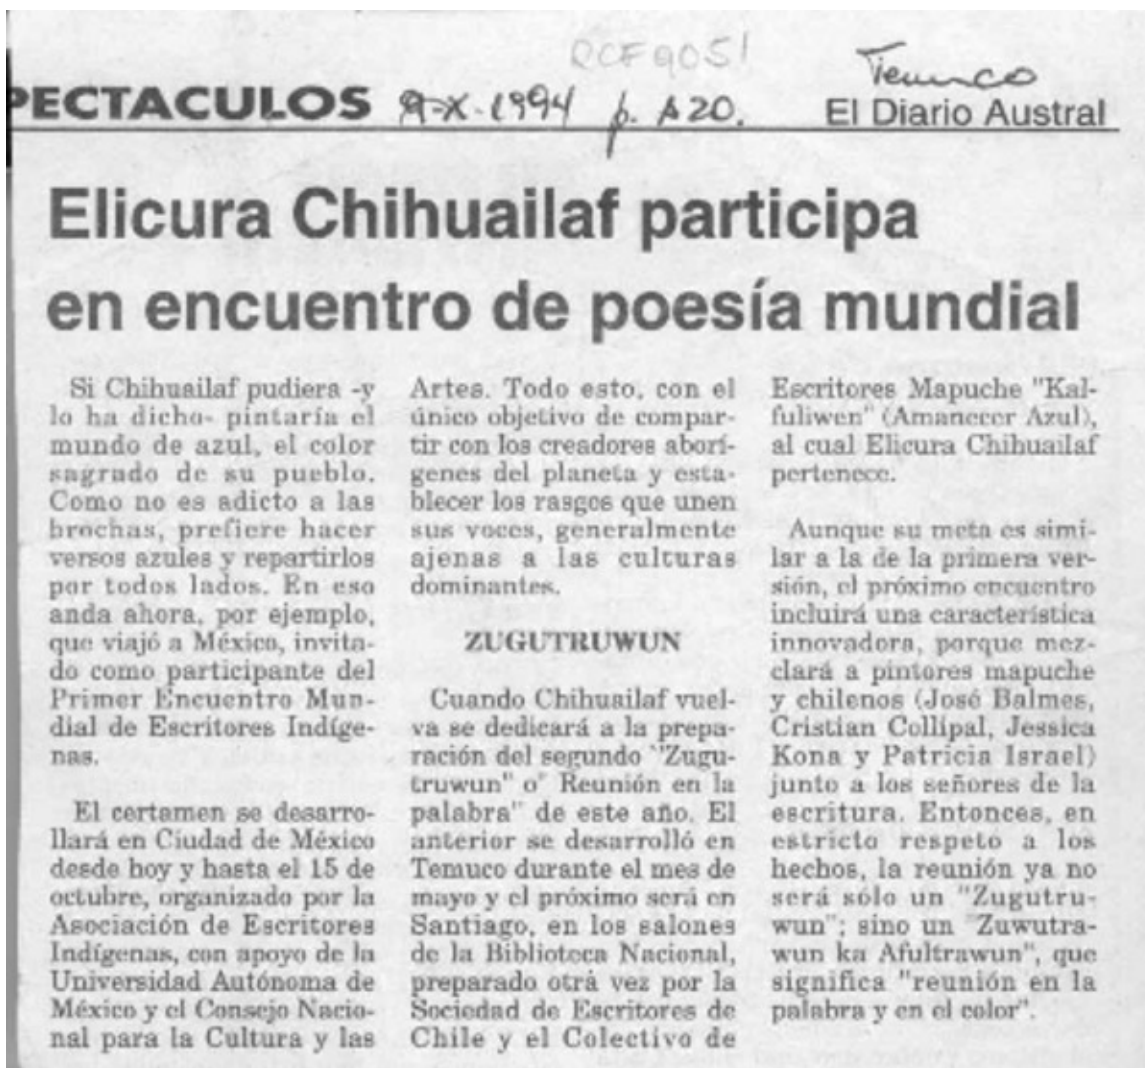 RCF9051
PECTACULOS 9-X-1994 p. A20.
Temuco
El Diario Austral
Elicura Chihuailaf participa
en encuentro de poesía mundial
Si Chihuailaf pudiera -y
lo ha dicho- pintaría el
mundo de azul, el color
sagrado de su pueblo.
Como no es adicto a las
brochas, prefiere hacer
versos azules y repartirlos
por todos lados. En eso
anda ahora, por ejemplo,
que viajó a México, invita-
do como participante del
Primer Encuentro Mun-
dial de Escritores Indíge-
nas.
El certamen se desarro-
llará en Ciudad de México
desde hoy y hasta el 15 de
octubre, organizado por la
Asociación de Escritores
Indígenas, con apoyo de la
Universidad Autónoma de
México y el Consejo Nacio-
nal para la Cultura y las
Artes. Todo esto, con el
único objetivo de compar-
tir con los creadores aborí-
genes del planeta y esta-
blecer los rasgos que unen
sus voces, generalmente
ajenas a las culturas
dominantes.
ZUGUTRUWUN
Cuando Chihuailaf vuel-
va se dedicará a la prepa-
ración del segundo "Zugu-
truwun" o" Reunión en la
palabra" de este año. El
anterior se desarrolló en
Temuco durante el mes de
mayo y el próximo será en
Santiago, en los salones
de la Biblioteca Nacional,
preparado otrá vez por la
Sociedad de Escritores de
Chile y el Colectivo de
Escritores Mapuche "Kal-
fuliwen" (Amanecer Azul),
al cual Elicura Chihuailaf
pertenece.
Aunque su meta es simi-
lar a la de la primera ver-
sión, el próximo encuentro
incluirá una característica
innovadora, porque mez-
clará a pintores mapuche
y chilenos (José Balmes,
Cristian Collipal, Jessica
Kona y Patricia Israel)
junto a los señores de la
escritura. Entonces, en
estricto respetó a los
hechos, la reunión ya no
será sólo un "Zugutru-
wun"; sino un "Zuwutra-
wun ka Afultrawun", que
significa "reunión en la
palabra y en el color".